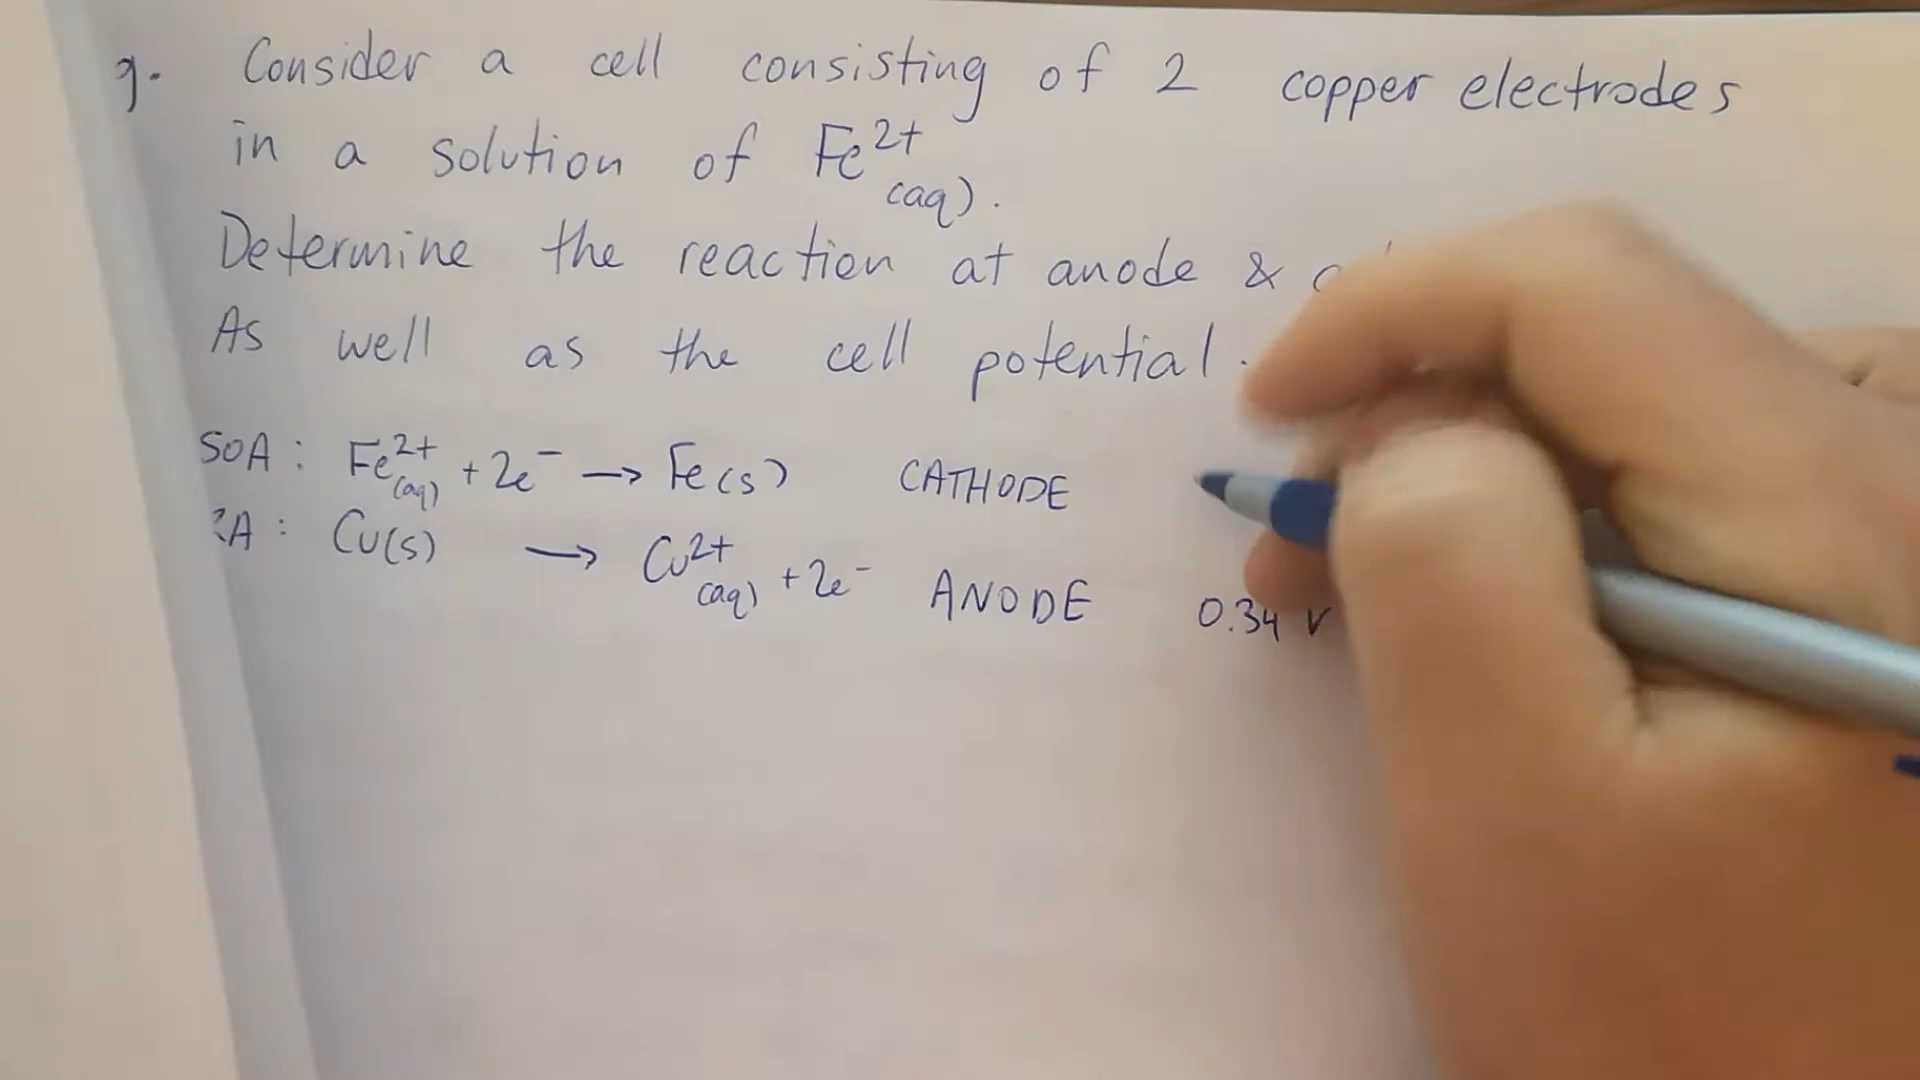 g. Consider a cell consisting of 2 copper electrodes
in a solution of Fe2+(aq).
Determine the reaction at anode &
As well as the cell potential.
SOA: Fe2+(aq) + 2e- → Fe(s) CATHODE
RA: Cu(s) → Cu2+(aq) + 2e- ANODE 0.34 V